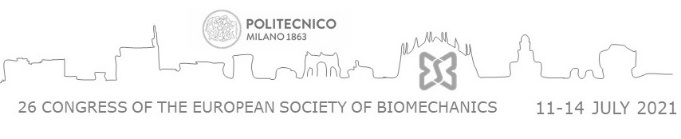 POLITECNICO
MILANO 1863
26 CONGRESS OF THE EUROPEAN SOCIETY OF BIOMECHANICS 11-14 JULY 2021